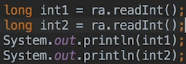 long int1 = ra.readInt();
long int2 = ra.readInt();
System.out.println(int1);
System.out.println(int2);